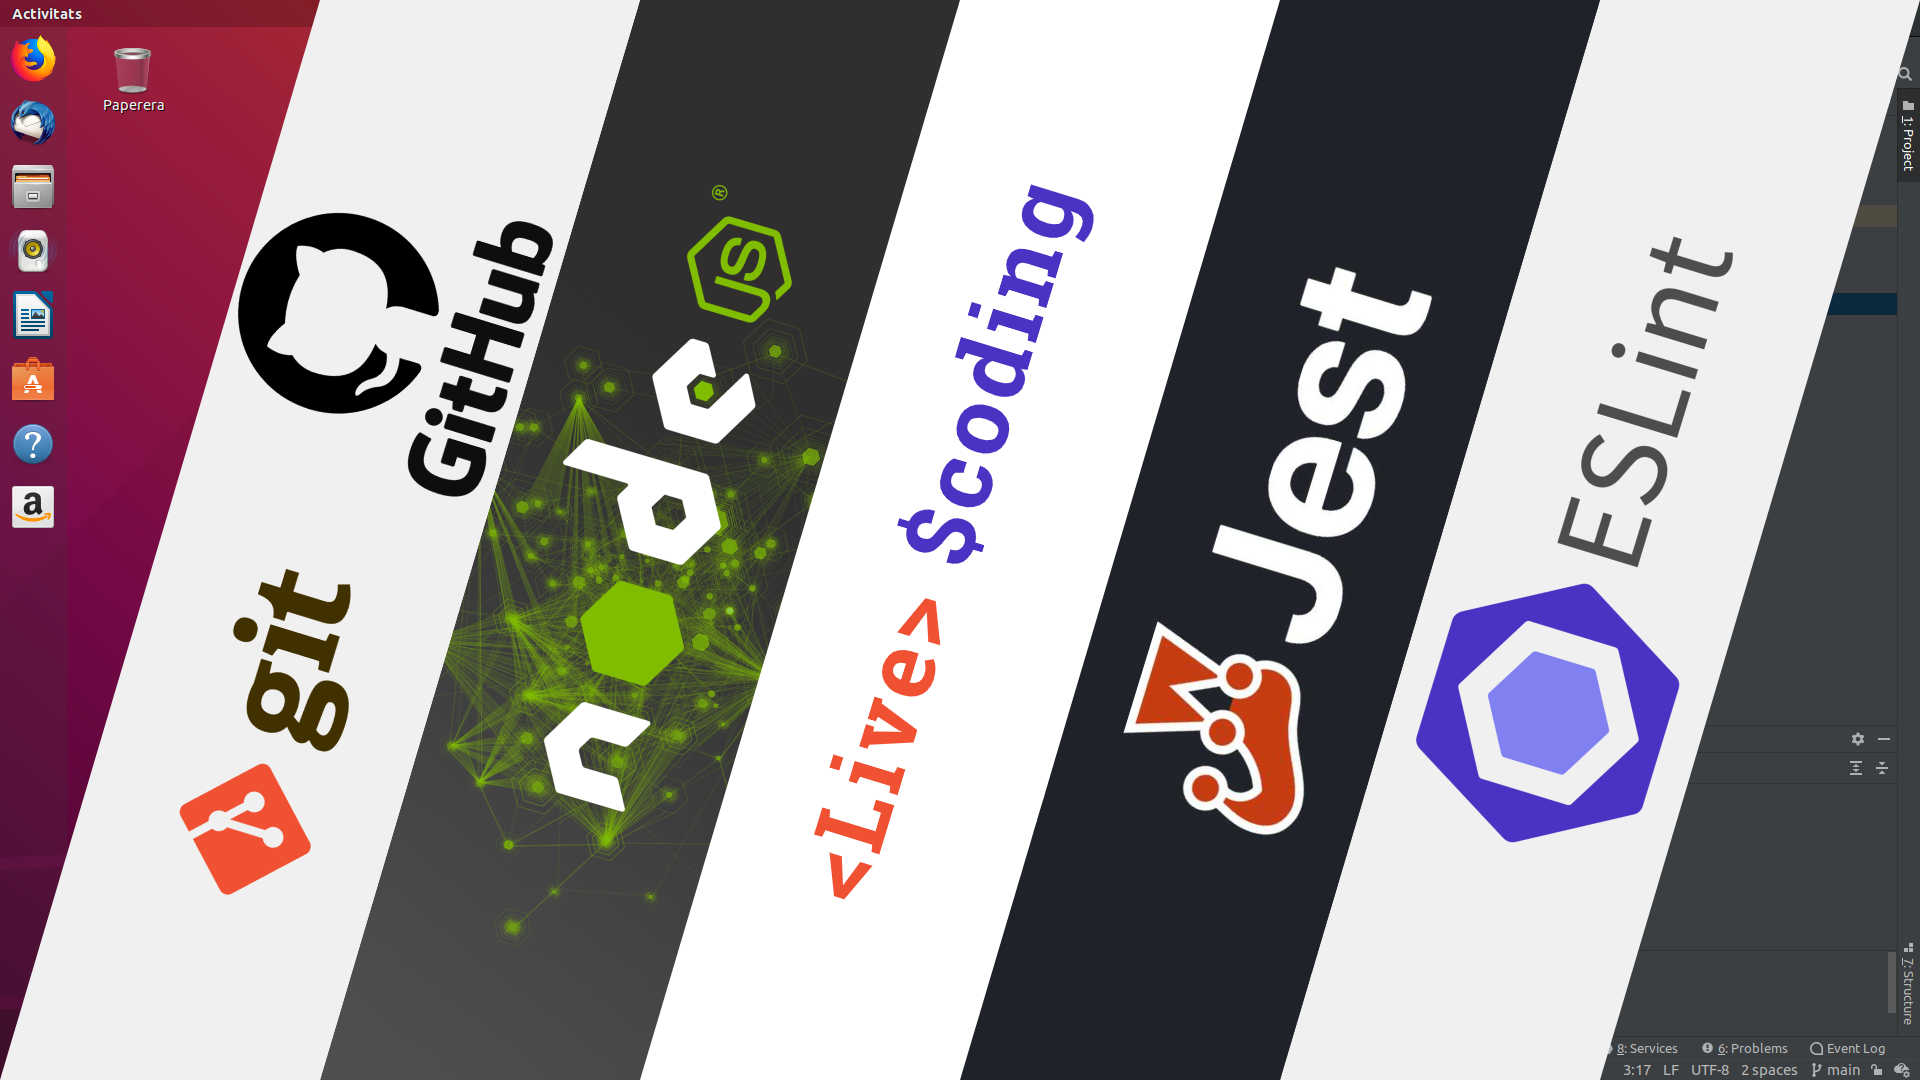 Activitats
Paperera
git
GitHub
node
JS
®
<Live> $coding
Jest
ESLint
1: Project
7: Structure
8: Services
6: Problems
Event Log
3:17 LF UTF-8 2 spaces main